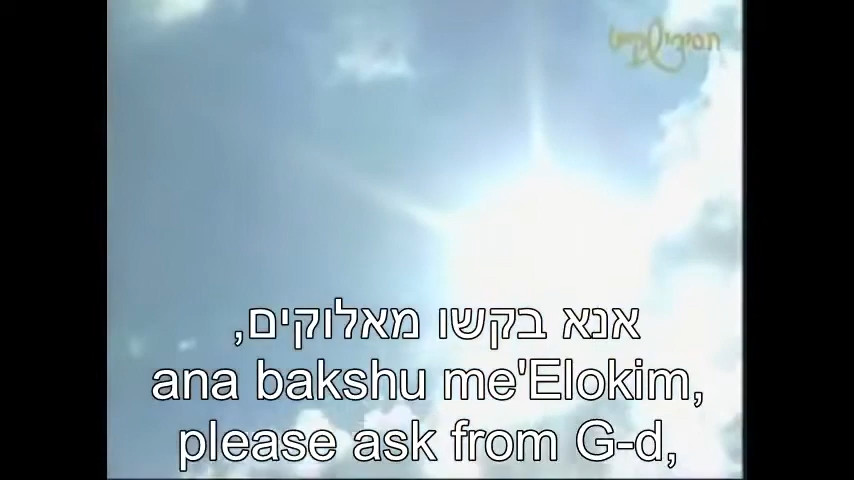 אנא בקשו מאלוקים,
ana bakshu me'Elokim,
please ask from G-d,